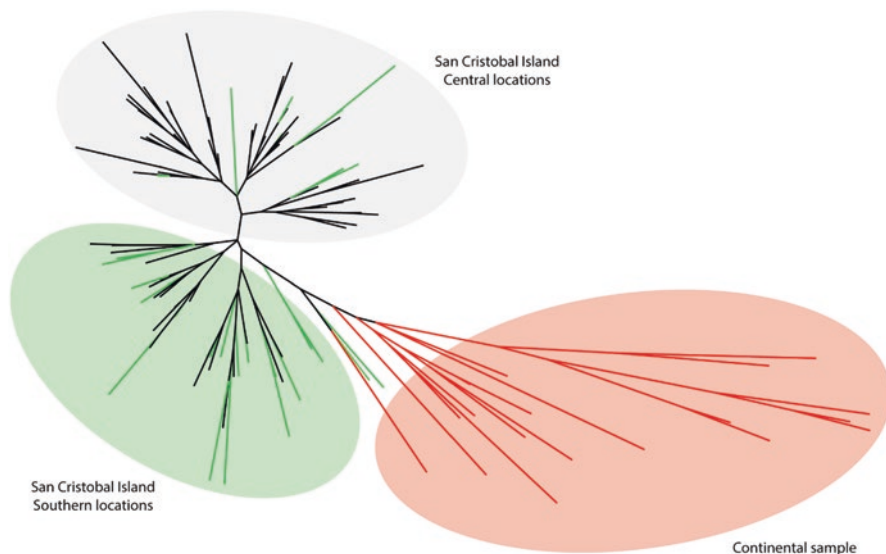 San Cristobal Island
Central locations
San Cristobal Island
Southern locations
Continental sample